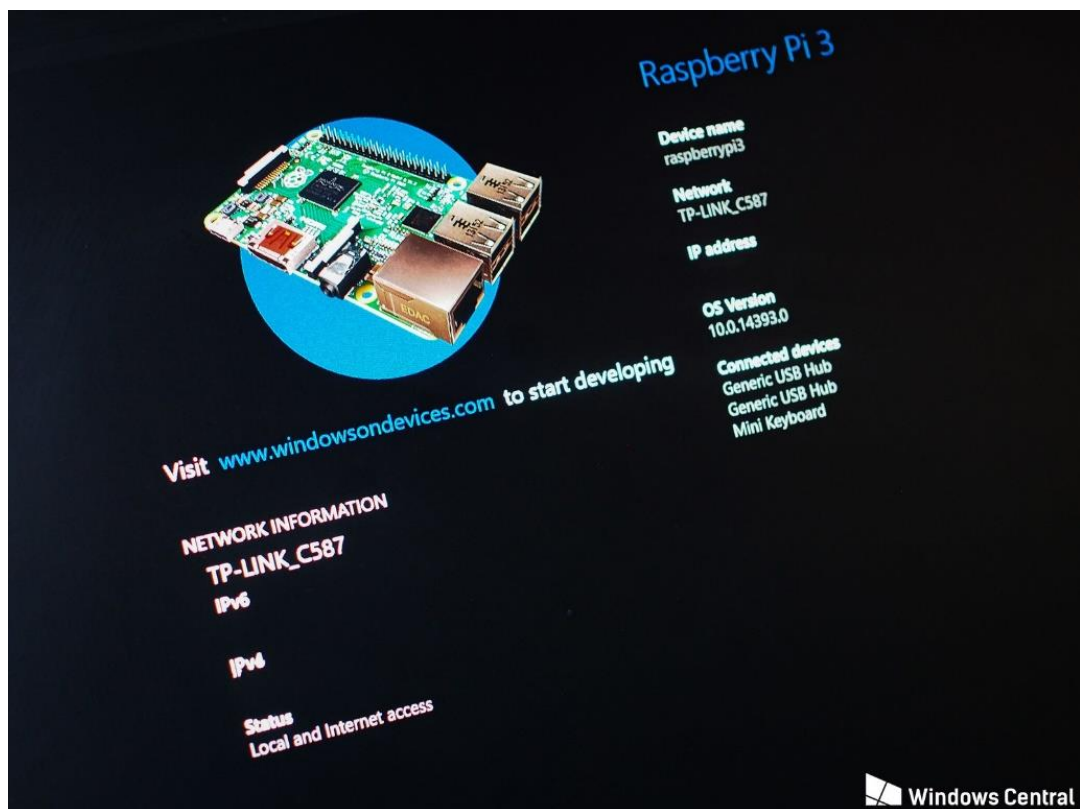 Raspberry Pi 3
Device name
raspberrypi3
Network
TP-LINK_C587
IP address
OS Version
10.0.14393.0
Connected devices
Generic USB Hub
Generic USB Hub
Mini Keyboard
EDAC
Visit www.windowsondevices.com to start developing
NETWORK INFORMATION
TP-LINK_C587
IPv6
IPv4
Status
Local and Internet access
Windows Central